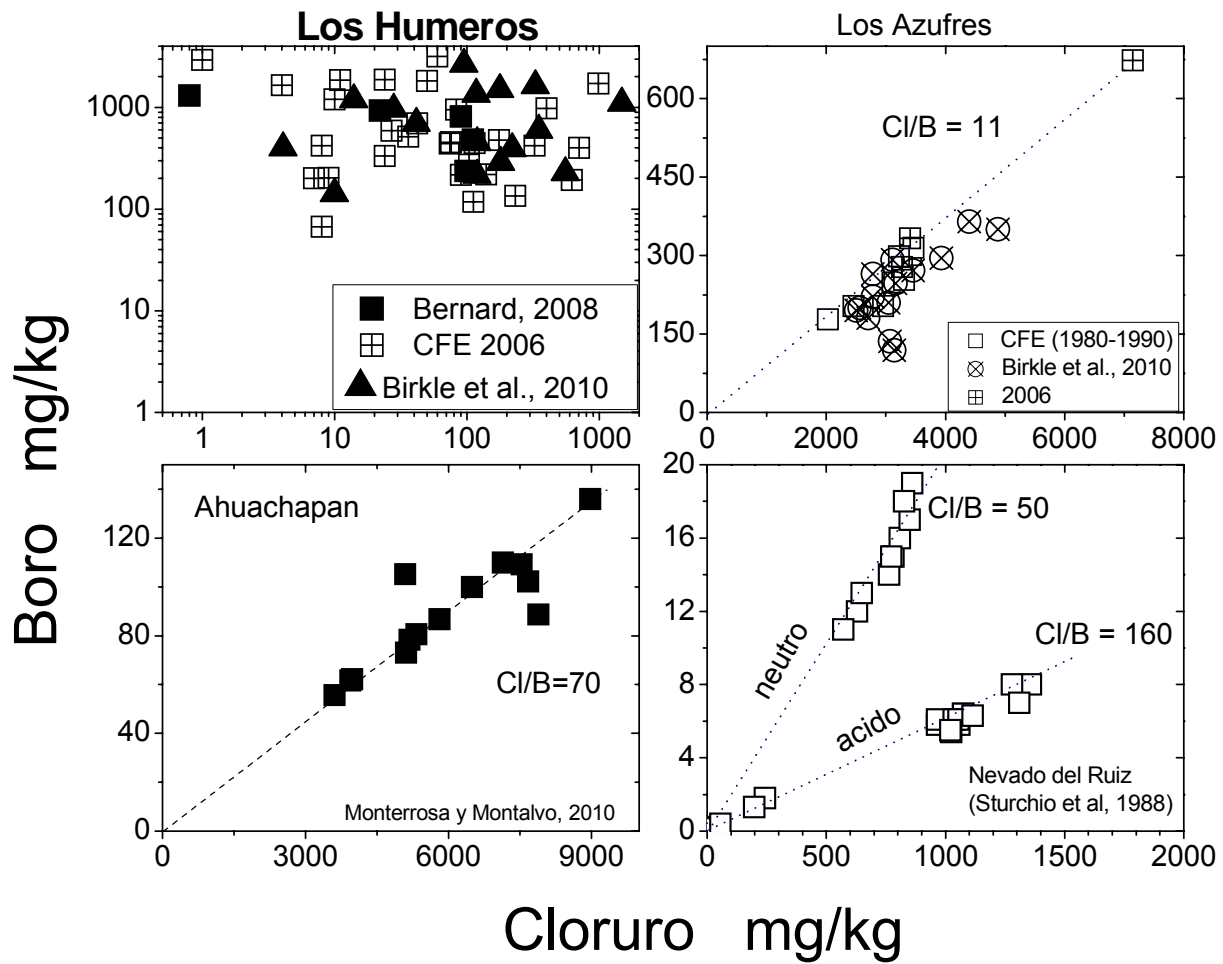 Los Humeros
1000
100
10
1
1
10
100
1000
Bernard, 2008
CFE 2006
Birkle et al., 2010
Los Azufres
600
450
300
150
0
0
2000
4000
6000
8000
Cl/B = 11
CFE (1980-1990)
Birkle et al., 2010
2006
Boro mg/kg
Ahuachapan
120
80
40
0
0
3000
6000
9000
Cl/B=70
Monterrosa y Montalvo, 2010
20
16
12
8
4
0
0
500
1000
1500
2000
Cl/B = 50
Cl/B = 160
neutro
acido
Nevado del Ruiz
(Sturchio et al, 1988)
Cloruro mg/kg